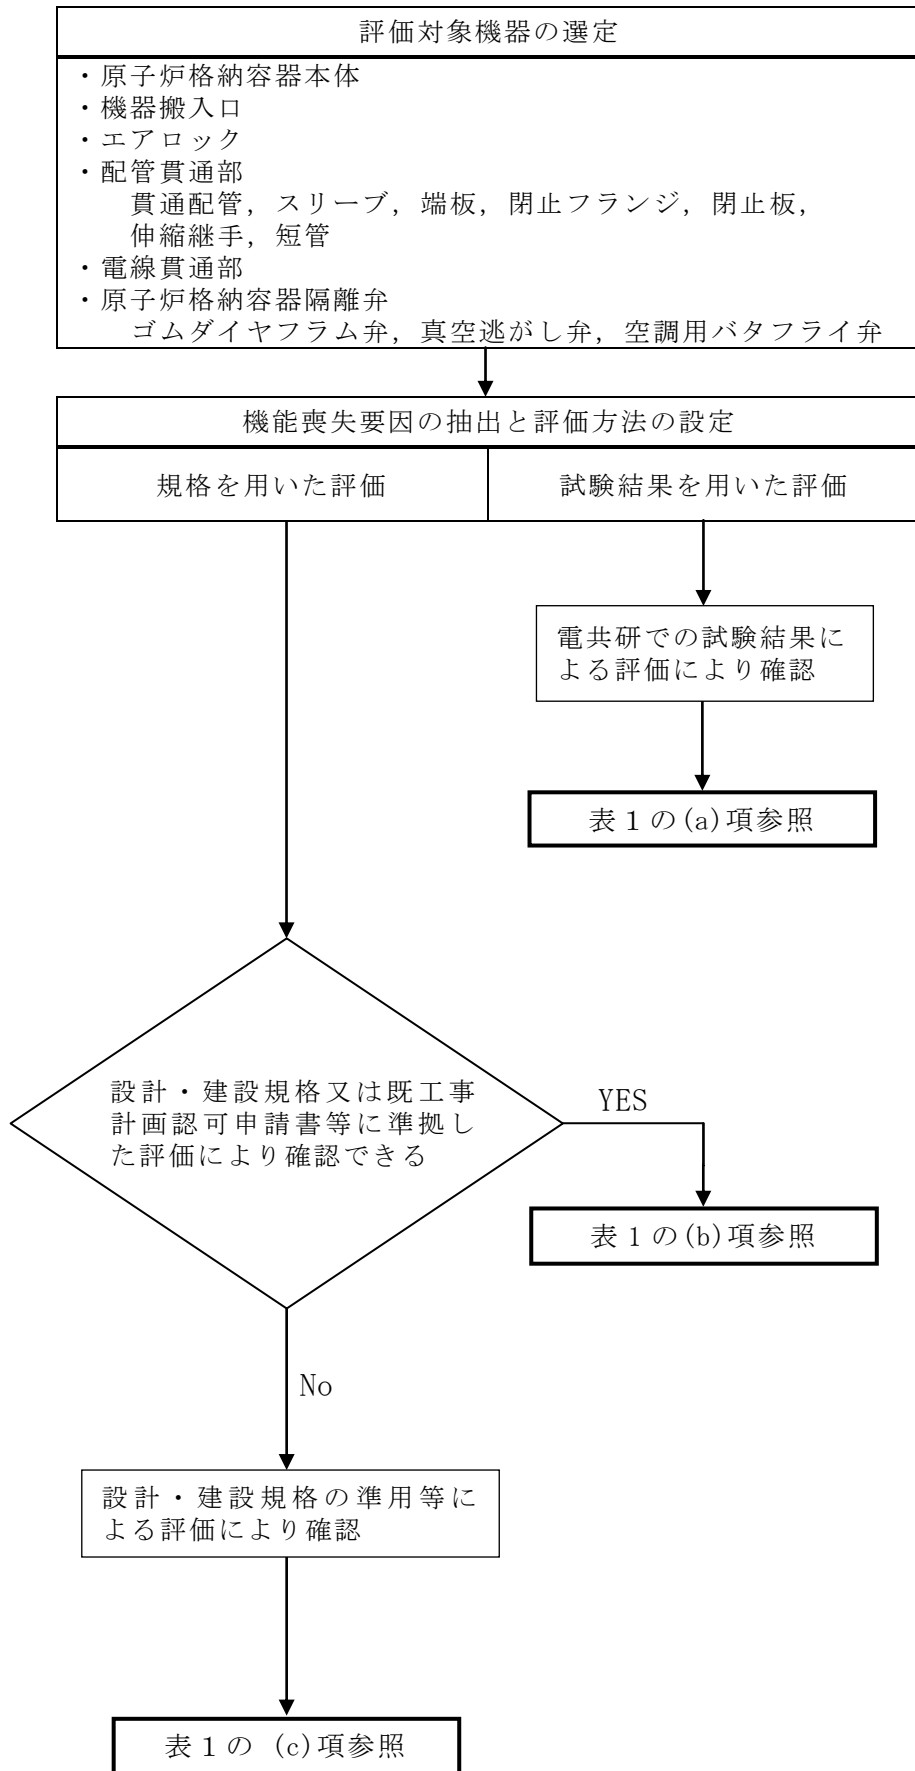 評価対象機器の選定
・原子炉格納容器本体
・機器搬入口
・エアロック
・配管貫通部
貫通配管，スリーブ，端板，閉止フランジ，閉止板，
伸縮継手，短管
・電線貫通部
・原子炉格納容器隔離弁
ゴムダイヤフラム弁，真空逃がし弁，空調用バタフライ弁
機能喪失要因の抽出と評価方法の設定
規格を用いた評価
試験結果を用いた評価
電共研での試験結果に
よる評価により確認
表１の(a)項参照
設計・建設規格又は既工事
計画認可申請書等に準拠し
た評価により確認できる
YES
表１の(b)項参照
No
設計・建設規格の準用等に
よる評価により確認
表１の (c)項参照